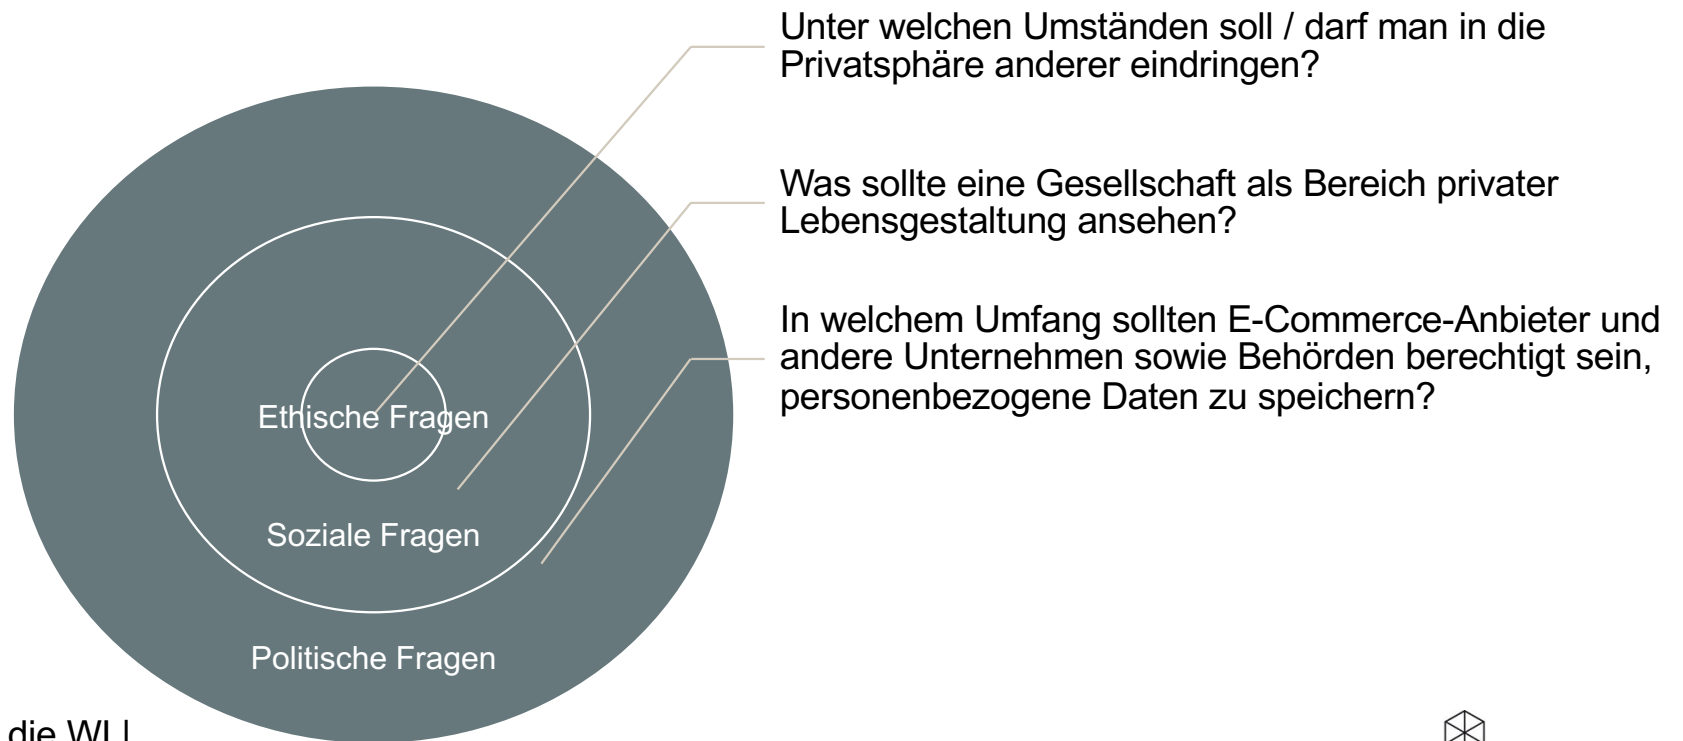 Unter welchen Umständen soll / darf man in die
Privatsphäre anderer eindringen?
Was sollte eine Gesellschaft als Bereich privater
Lebensgestaltung ansehen?
In welchem Umfang sollten E-Commerce-Anbieter und
andere Unternehmen sowie Behörden berechtigt sein,
personenbezogene Daten zu speichern?
Ethische Fragen
Soziale Fragen
Politische Fragen
die WI |